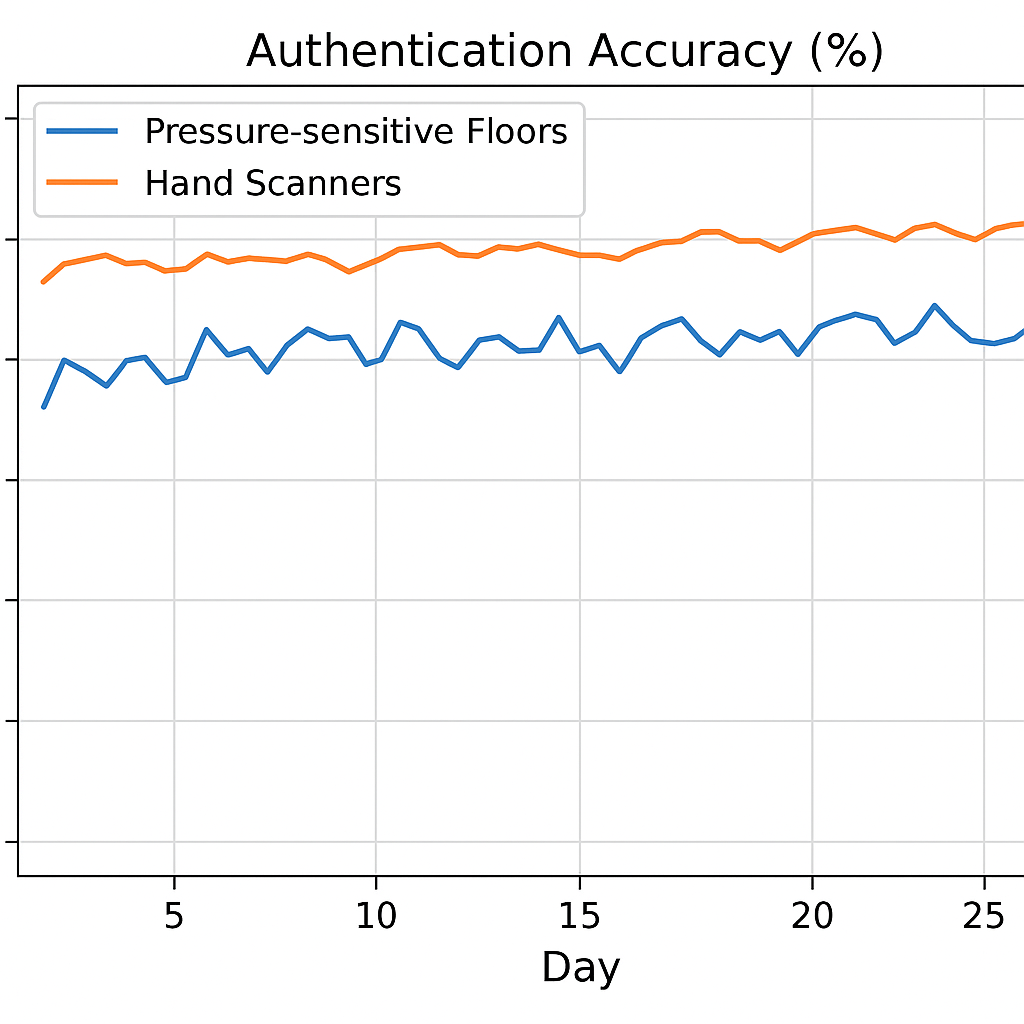 Authentication Accuracy (%)
Pressure-sensitive Floors
Hand Scanners
5 10 15 20 25
Day